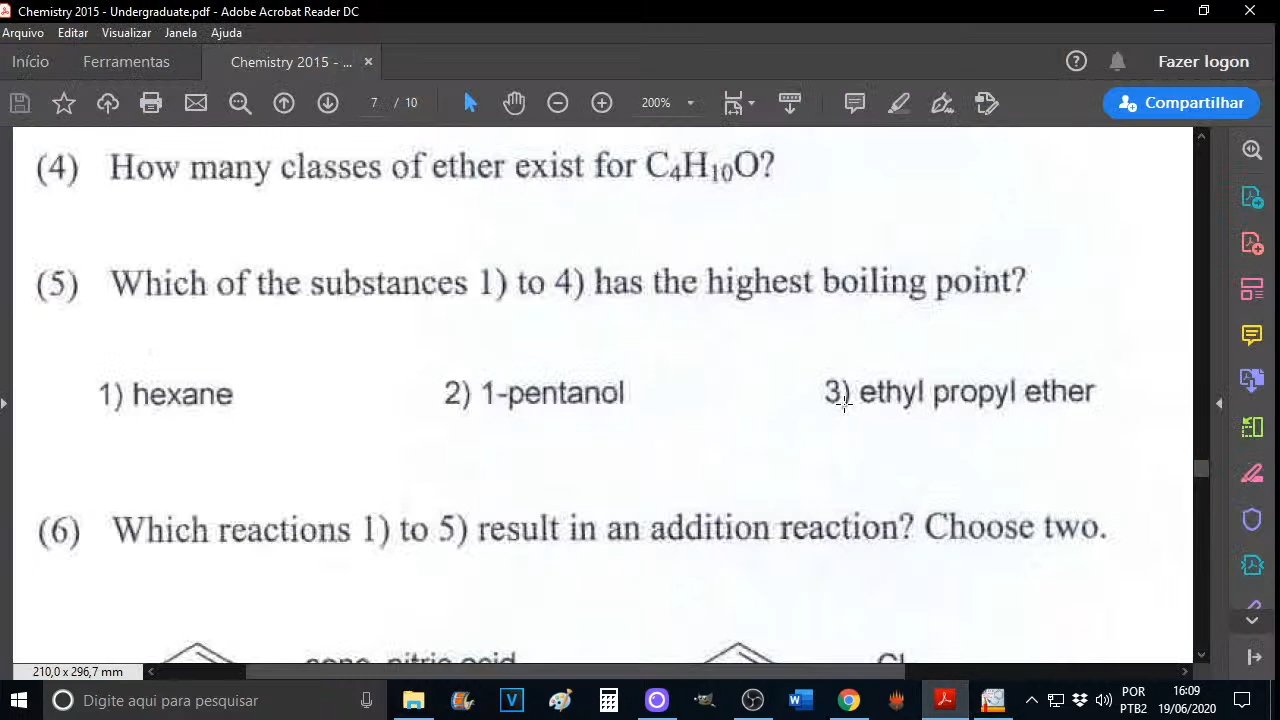 Chemistry 2015 - Undergraduate.pdf - Adobe Acrobat Reader DC
Arquivo Editar Visualizar Janela Ajuda
Início Ferramentas Chemistry 2015 - ... Fazer logon
7 / 10 200% Compartilhar
(4) How many classes of ether exist for C₄H₁₀O?
(5) Which of the substances 1) to 4) has the highest boiling point?
1) hexane 2) 1-pentanol 3) ethyl propyl ether
(6) Which reactions 1) to 5) result in an addition reaction? Choose two.
conc. nitric acid Cl
210,0 x 296,7 mm
Digite aqui para pesquisar
POR 16:09
PTB2 19/06/2020